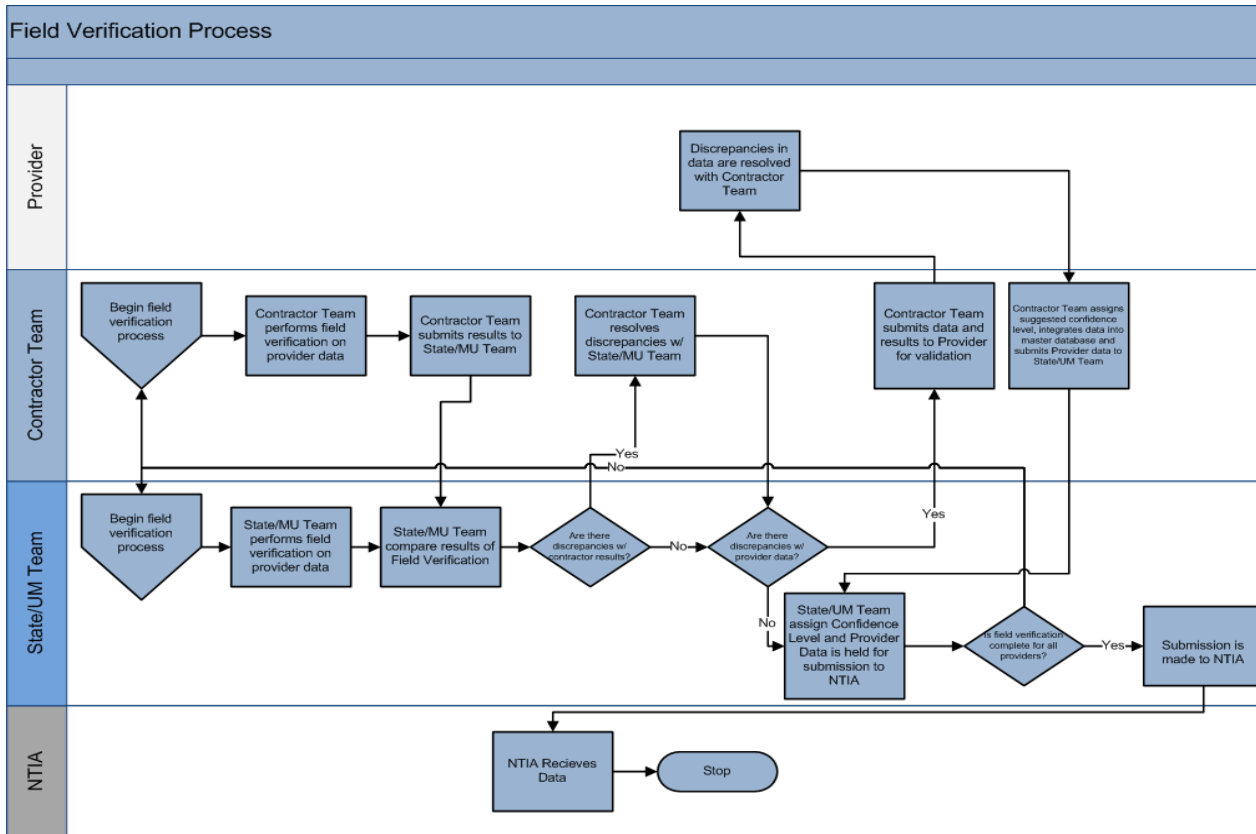 Field Verification Process
Provider
Discrepancies in
data are resolved
with Contractor
Team
Contractor Team
Begin field
verification
process
Contractor Team
performs field
verification on
provider data
Contractor Team
submits results to
State/MU Team
Contractor Team
resolves
discrepancies w/
State/MU Team
Contractor Team
submits data and
results to Provider
for validation
Contractor Team assigns
suggested confidence
level, integrates data into
master database and
submits Provider data to
State/UM Team
Yes
No
State/UM Team
Begin field
verification
process
State/MU Team
performs field
verification on
provider data
State/MU Team
compare results of
Field Verification
Are there
discrepancies w/
contractor results?
No
Are there
discrepancies w/
provider data?
Yes
No
State/UM Team
assign Confidence
Level and Provider
Data is held for
submission to
NTIA
Is field verification
complete for all
providers?
Yes
Submission is
made to NTIA
NTIA
NTIA Recieves
Data
Stop